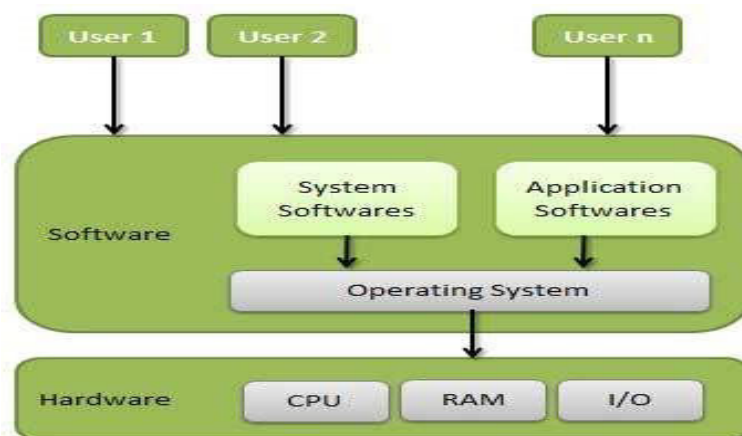 User 1
User 2
User n
System
Softwares
Application
Softwares
Software
Operating System
Hardware
CPU
RAM
I/O